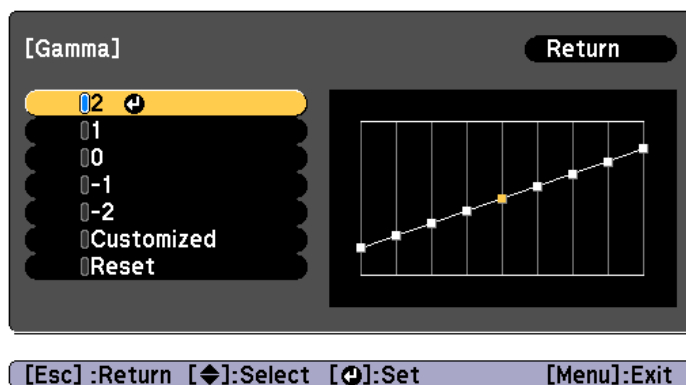 [Gamma]
Return
2
1
0
-1
-2
Customized
Reset
[Esc] :Return [◆]:Select [↵]:Set [Menu]:Exit